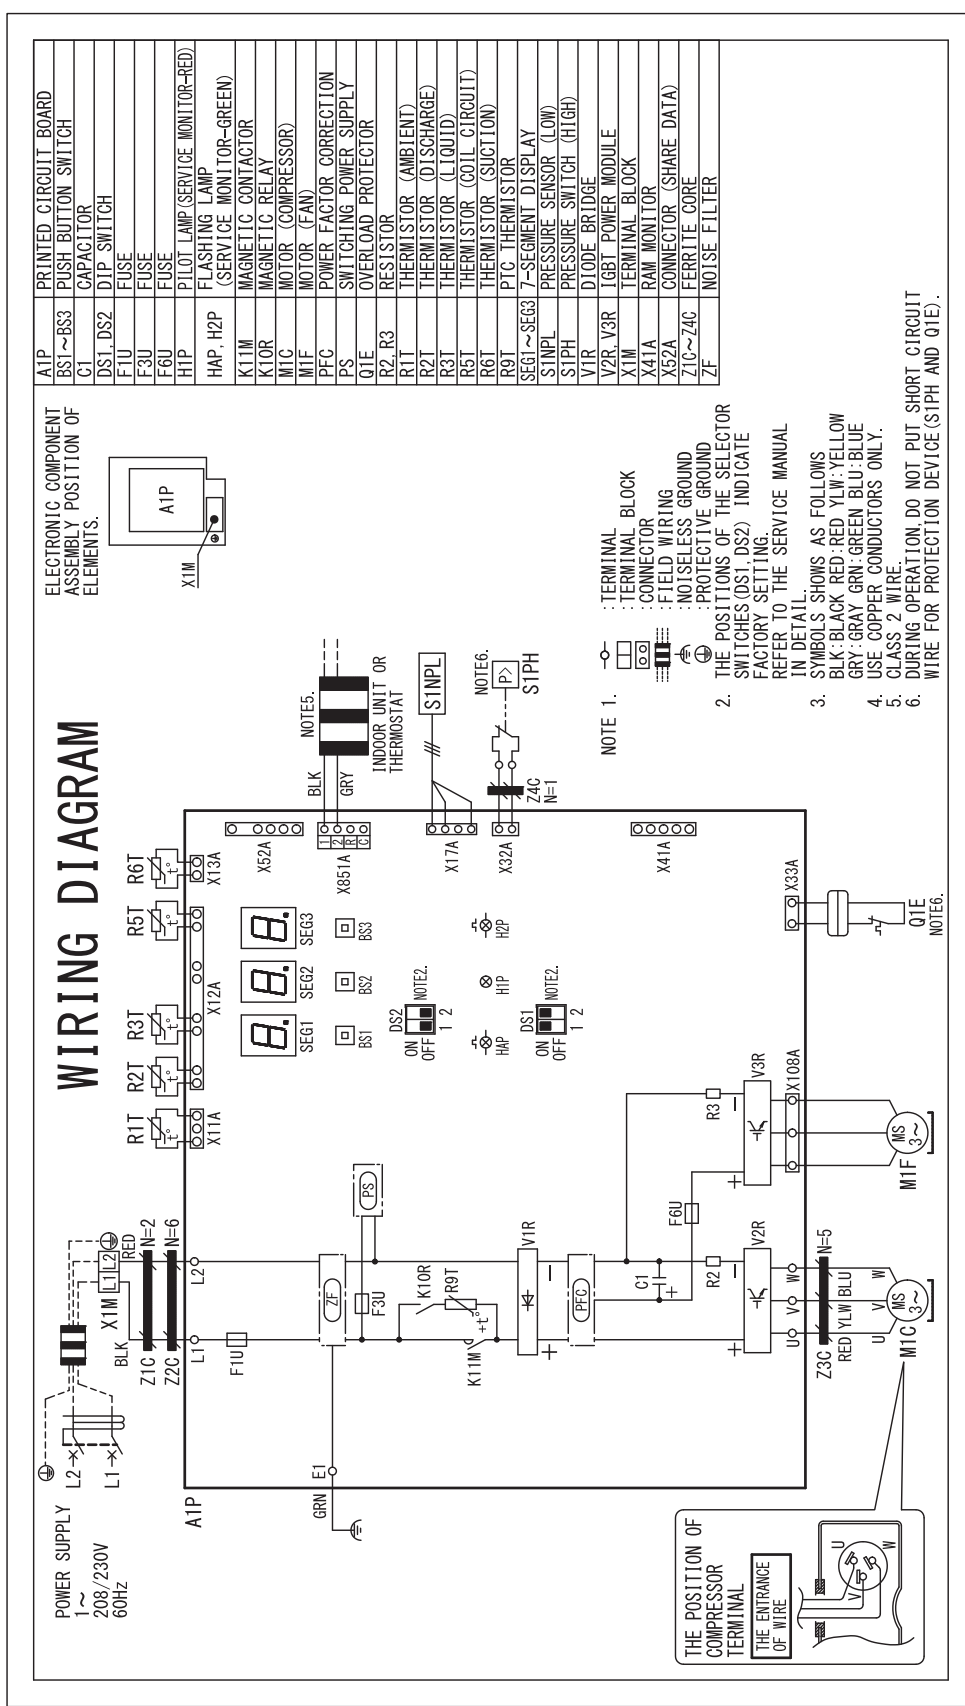 WIRING DIAGRAM
POWER SUPPLY
1~
208/230V
60Hz
L2
L1
X1M
L1
L2
BLK
RED
Z1C
N=2
Z2C
N=6
L1
L2
A1P
GRN
E1
F1U
ZF
F3U
PS
K10R
R9T
K11M
+t°
V1R
+
−
PFC
C1
+
R2
F6U
R3
+
−
V2R
+
−
V3R
U
V
W
X108A
Z3C
N=5
RED
YLW
BLU
U
V
W
MS
3~
M1C
MS
3~
M1F
R1T
t°
X11A
R2T
t°
R3T
t°
X12A
R5T
t°
R6T
t°
X13A
SEG1
SEG2
SEG3
BS1
BS2
BS3
DS2
ON
OFF
1 2
NOTE2.
HAP
H1P
H2P
DS1
ON
OFF
1 2
NOTE2.
X52A
X851A
1
2
R
C
BLK
GRY
NOTE5.
INDOOR UNIT OR
THERMOSTAT
X17A
S1NPL
X32A
Z4C
N=1
NOTE6.
P>
S1PH
X41A
X33A
Q1E
NOTE6.
THE POSITION OF
COMPRESSOR
TERMINAL
THE ENTRANCE
OF WIRE
U
V
W
ELECTRONIC COMPONENT
ASSEMBLY POSITION OF
ELEMENTS.
A1P
X1M
NOTE 1.
:TERMINAL
:TERMINAL BLOCK
:CONNECTOR
:FIELD WIRING
:NOISELESS GROUND
:PROTECTIVE GROUND
2. THE POSITIONS OF THE SELECTOR
SWITCHES(DS1,DS2) INDICATE
FACTORY SETTING.
REFER TO THE SERVICE MANUAL
IN DETAIL.
3. SYMBOLS SHOWS AS FOLLOWS
BLK:BLACK RED:RED YLW:YELLOW
GRY:GRAY GRN:GREEN BLU:BLUE
4. USE COPPER CONDUCTORS ONLY.
5. CLASS 2 WIRE.
6. DURING OPERATION,DO NOT PUT SHORT CIRCUIT
WIRE FOR PROTECTION DEVICE(S1PH AND Q1E).
A1P PRINTED CIRCUIT BOARD
BS1~BS3 PUSH BUTTON SWITCH
C1 CAPACITOR
DS1,DS2 DIP SWITCH
F1U FUSE
F3U FUSE
F6U FUSE
H1P PILOT LAMP(SERVICE MONITOR-RED)
HAP,H2P FLASHING LAMP
(SERVICE MONITOR-GREEN)
K11M MAGNETIC CONTACTOR
K10R MAGNETIC RELAY
M1C MOTOR (COMPRESSOR)
M1F MOTOR (FAN)
PFC POWER FACTOR CORRECTION
PS SWITCHING POWER SUPPLY
Q1E OVERLOAD PROTECTOR
R2,R3 RESISTOR
R1T THERMISTOR (AMBIENT)
R2T THERMISTOR (DISCHARGE)
R3T THERMISTOR (LIQUID)
R5T THERMISTOR (COIL CIRCUIT)
R6T THERMISTOR (SUCTION)
R9T PTC THERMISTOR
SEG1~SEG3 7-SEGMENT DISPLAY
S1NPL PRESSURE SENSOR (LOW)
S1PH PRESSURE SWITCH (HIGH)
V1R DIODE BRIDGE
V2R,V3R IGBT POWER MODULE
X1M TERMINAL BLOCK
X41A RAM MONITOR
X52A CONNECTOR (SHARE DATA)
Z1C~Z4C FERRITE CORE
ZF NOISE FILTER